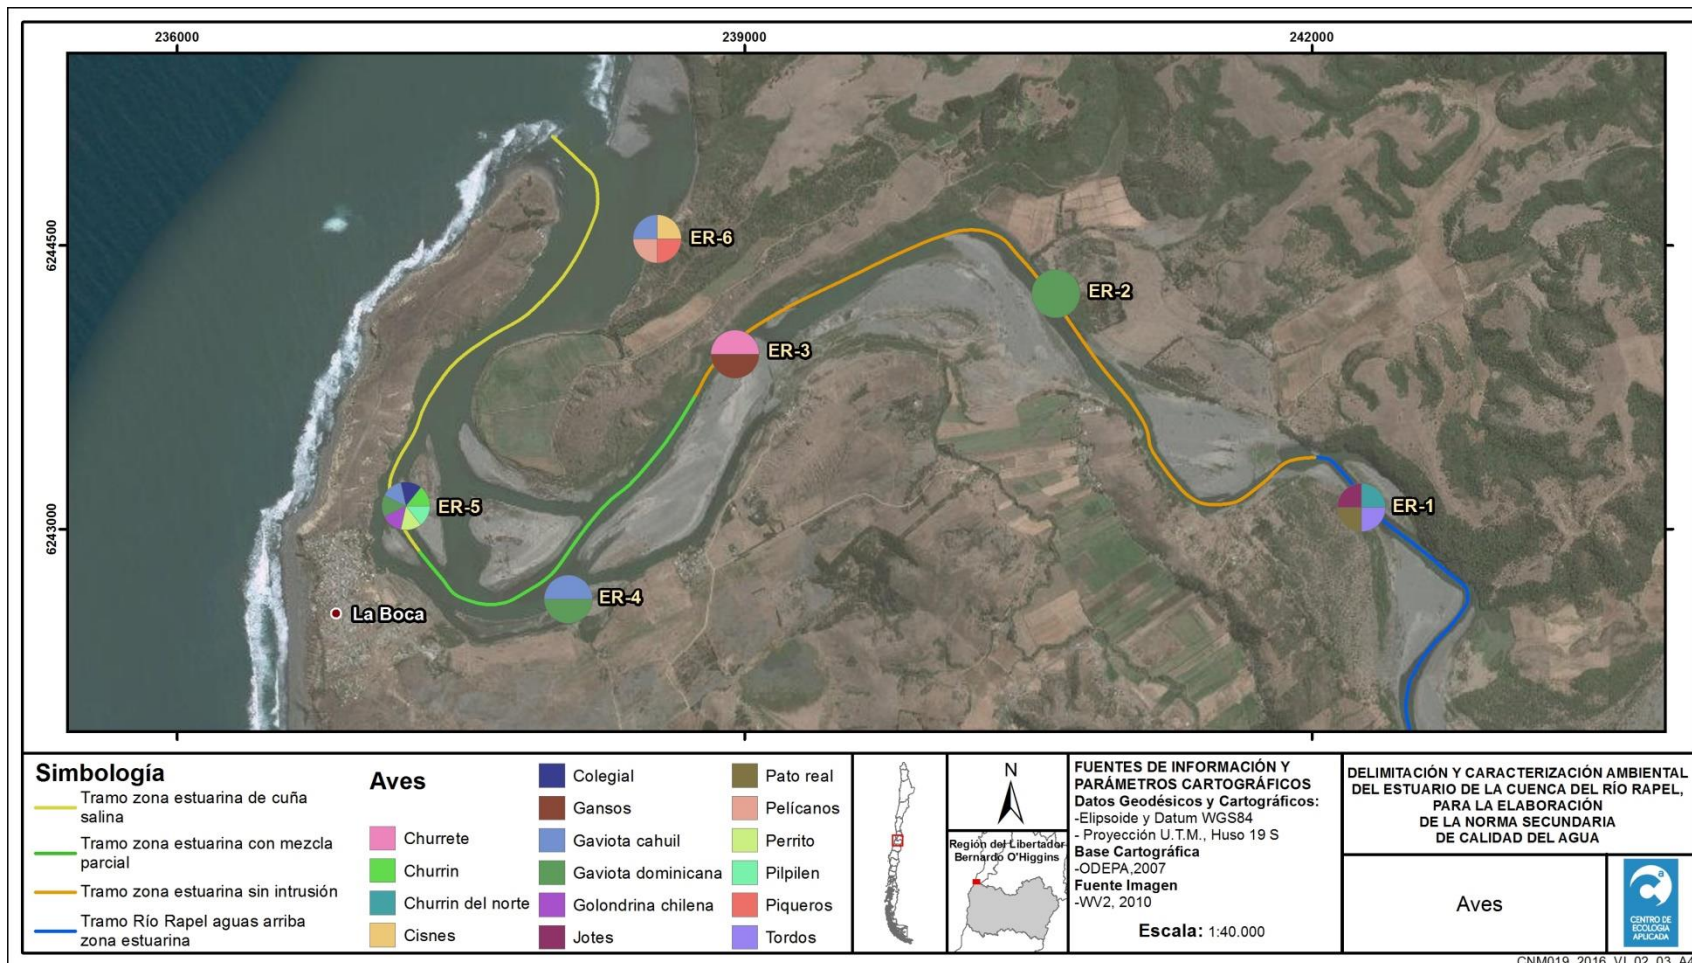 236000
239000
242000
6244500
6243000
ER-6
ER-2
ER-3
ER-1
ER-5
ER-4
La Boca
Simbología
Tramo zona estuarina de cuña
salina
Tramo zona estuarina con mezcla
parcial
Tramo zona estuarina sin intrusión
Tramo Río Rapel aguas arriba
zona estuarina
Aves
Churrete
Churrin
Churrin del norte
Cisnes
Colegial
Gansos
Gaviota cahuil
Gaviota dominicana
Golondrina chilena
Jotes
Pato real
Pelícanos
Perrito
Pilpilen
Piqueros
Tordos
N
Región del Libertador
Bernardo O'Higgins
FUENTES DE INFORMACIÓN Y
PARÁMETROS CARTOGRÁFICOS
Datos Geodésicos y Cartográficos:
-Elipsoide y Datum WGS84
- Proyección U.T.M., Huso 19 S
Base Cartográfica
-ODEPA,2007
Fuente Imagen
-WV2, 2010
Escala: 1:40.000
DELIMITACIÓN Y CARACTERIZACIÓN AMBIENTAL
DEL ESTUARIO DE LA CUENCA DEL RÍO RAPEL,
PARA LA ELABORACIÓN
DE LA NORMA SECUNDARIA
DE CALIDAD DEL AGUA
Aves
CENTRO DE
ECOLOGÍA
APLICADA
CNM019_2016_VI_02_03_A4